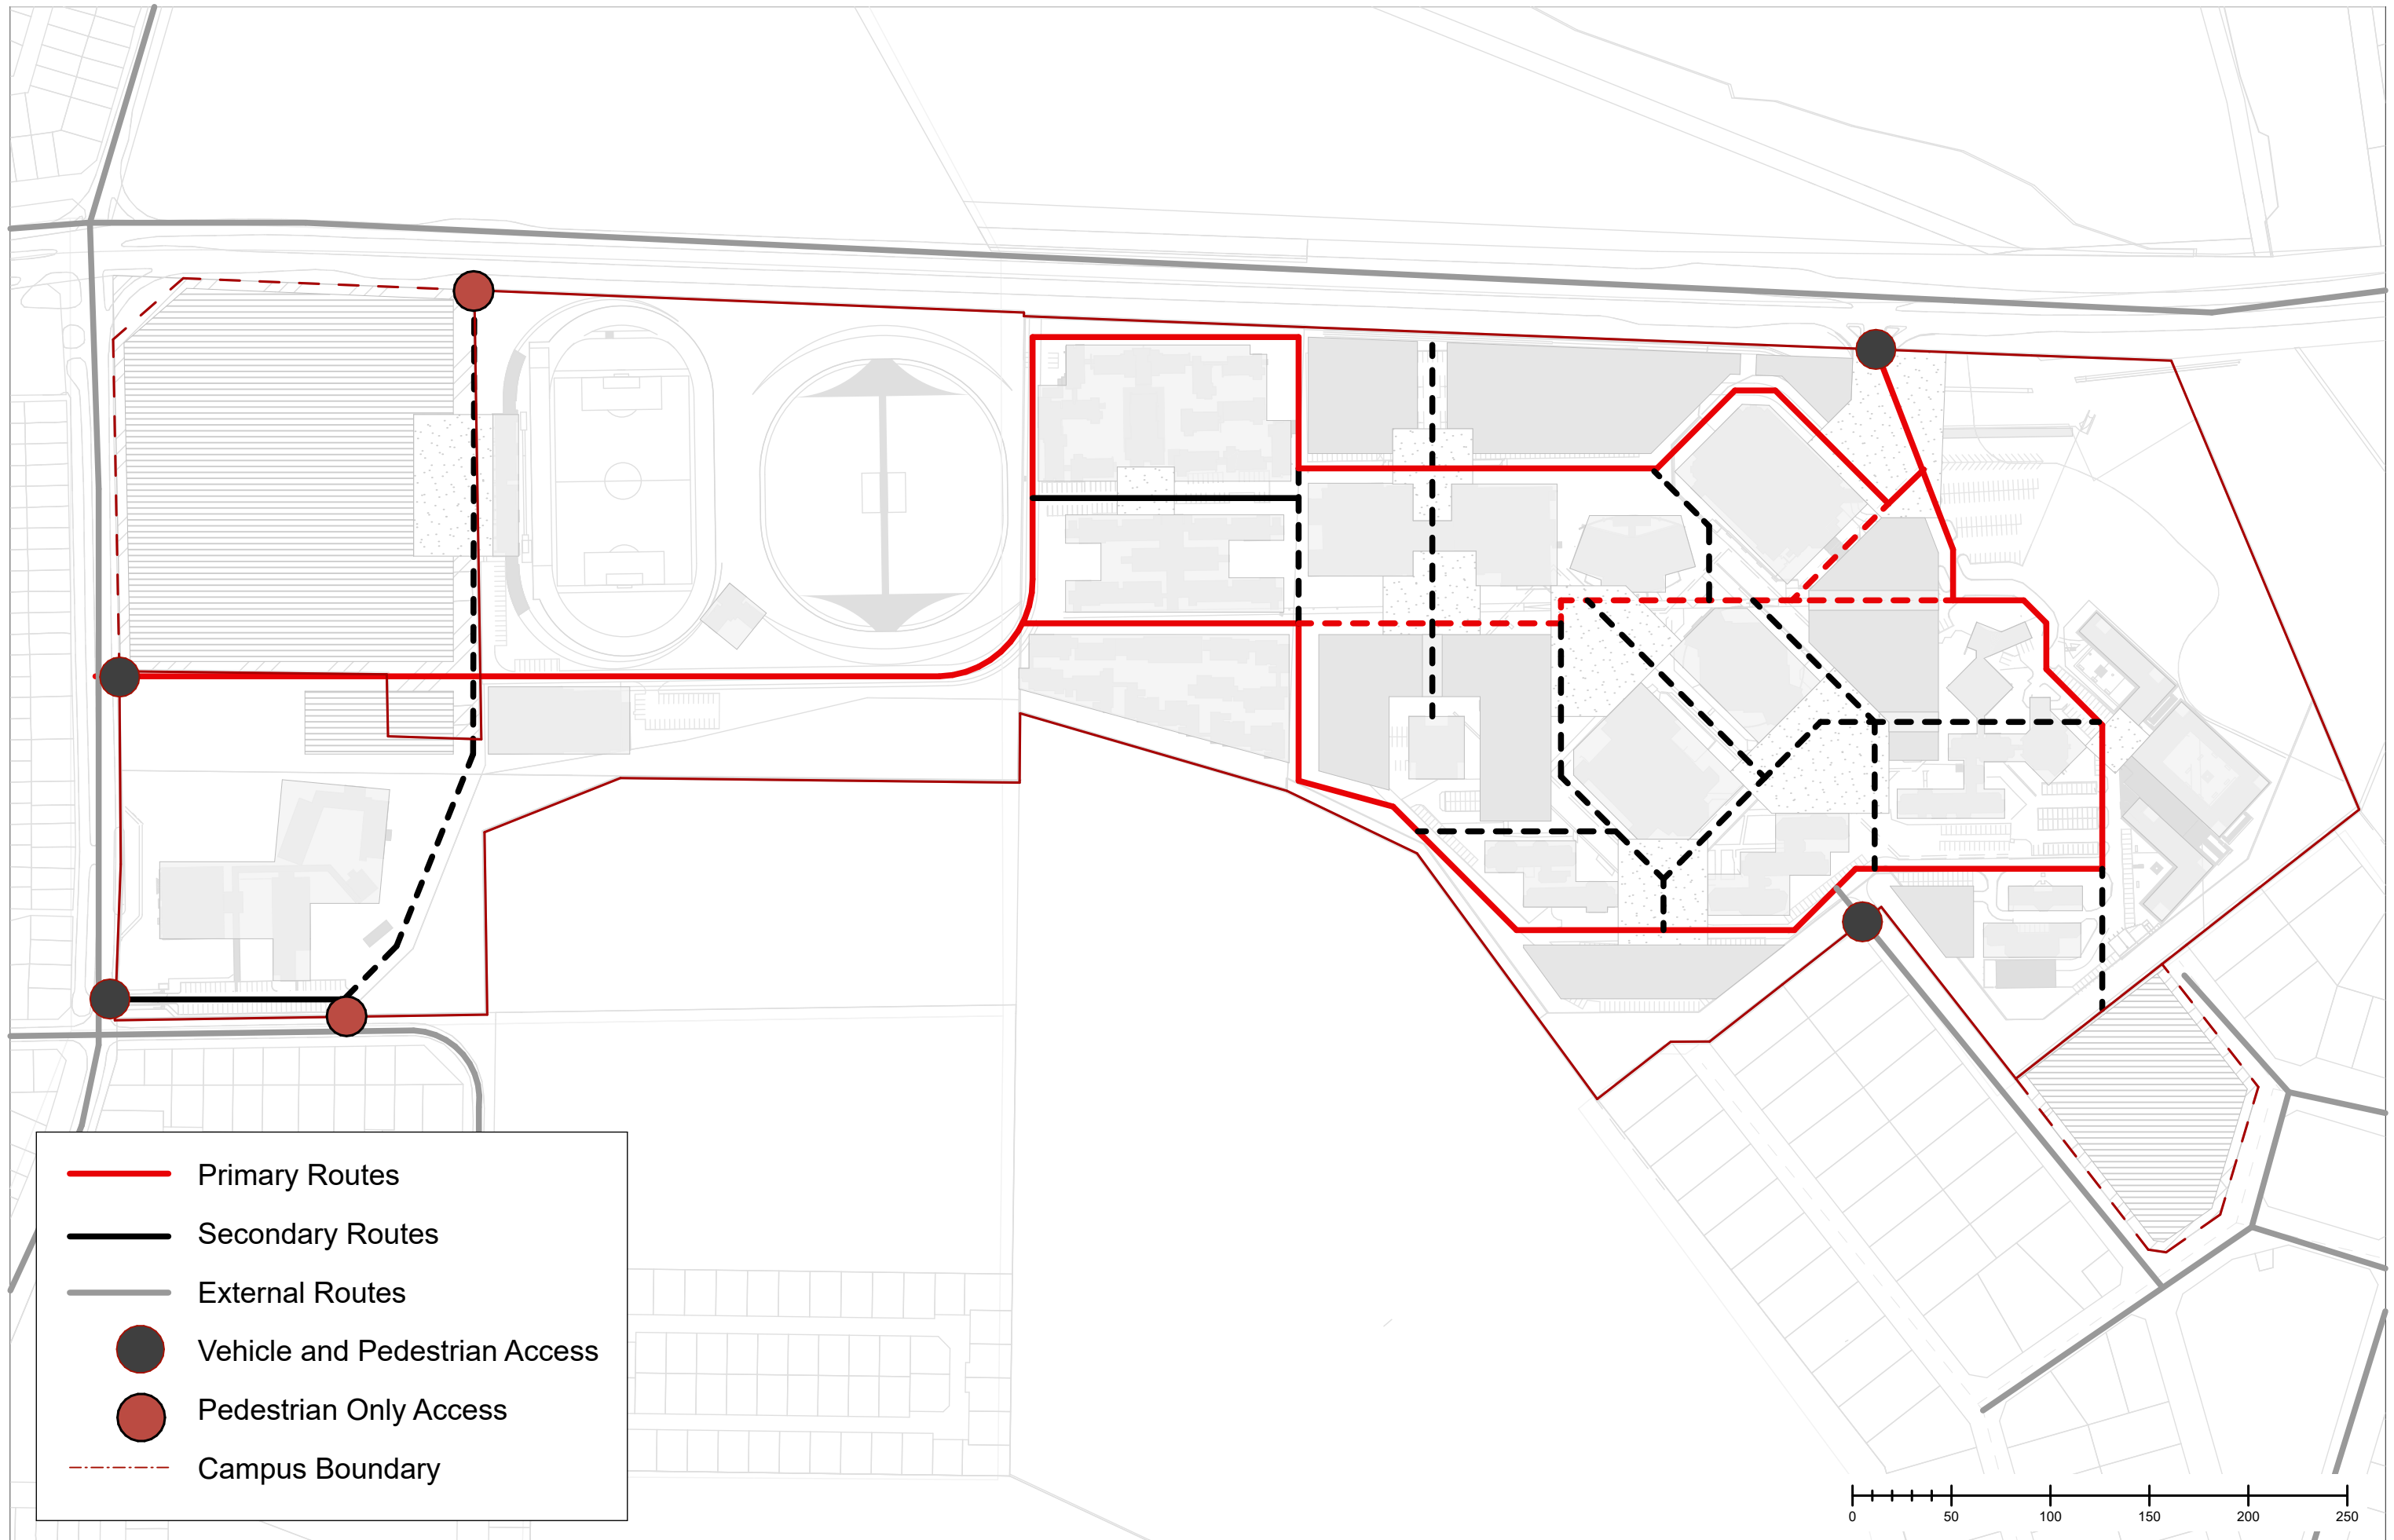 Primary Routes
Secondary Routes
External Routes
Vehicle and Pedestrian Access
Pedestrian Only Access
Campus Boundary
0 50 100 150 200 250